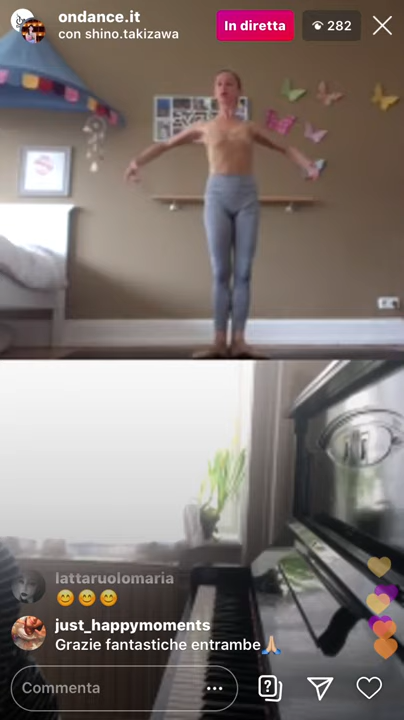 ondance.it
con shino.takizawa
In diretta
282
lattaruolomaria
😊😊😊
just_happymoments
Grazie fantastiche entrambe🙏🏻
Commenta